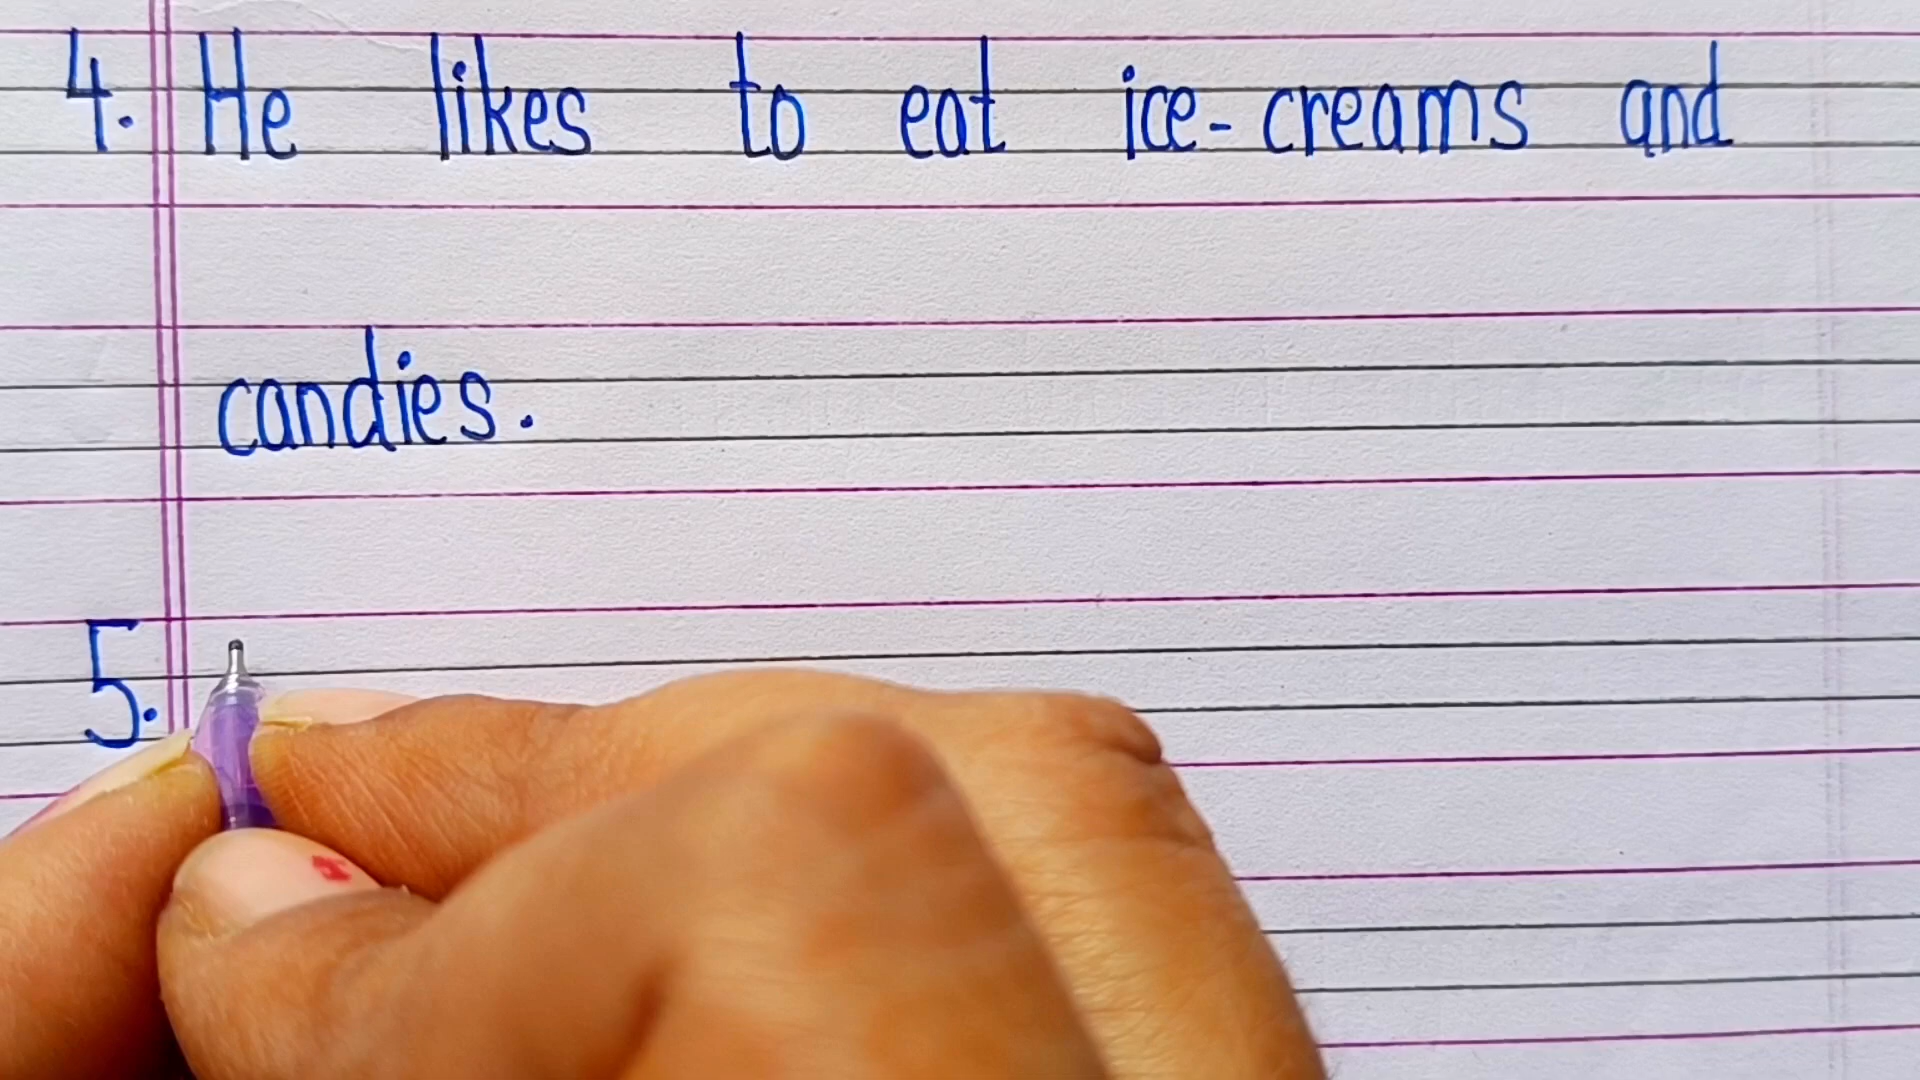 4. He likes to eat ice-creams and
candies.
5.